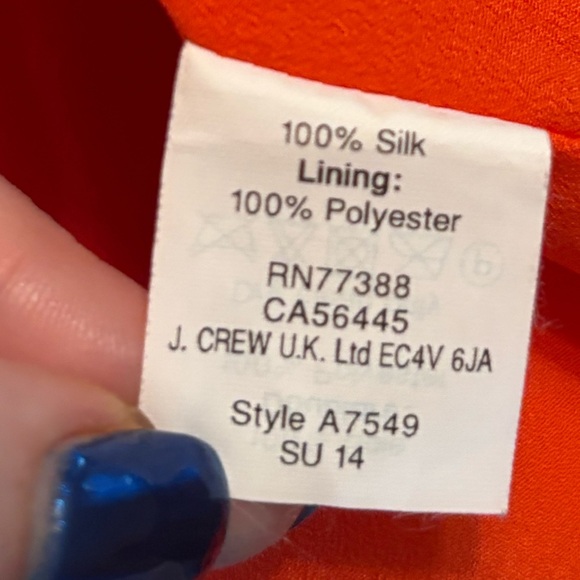 100% Silk
Lining:
100% Polyester
RN77388
CA56445
J. CREW U.K. Ltd EC4V 6JA
Style A7549
SU 14